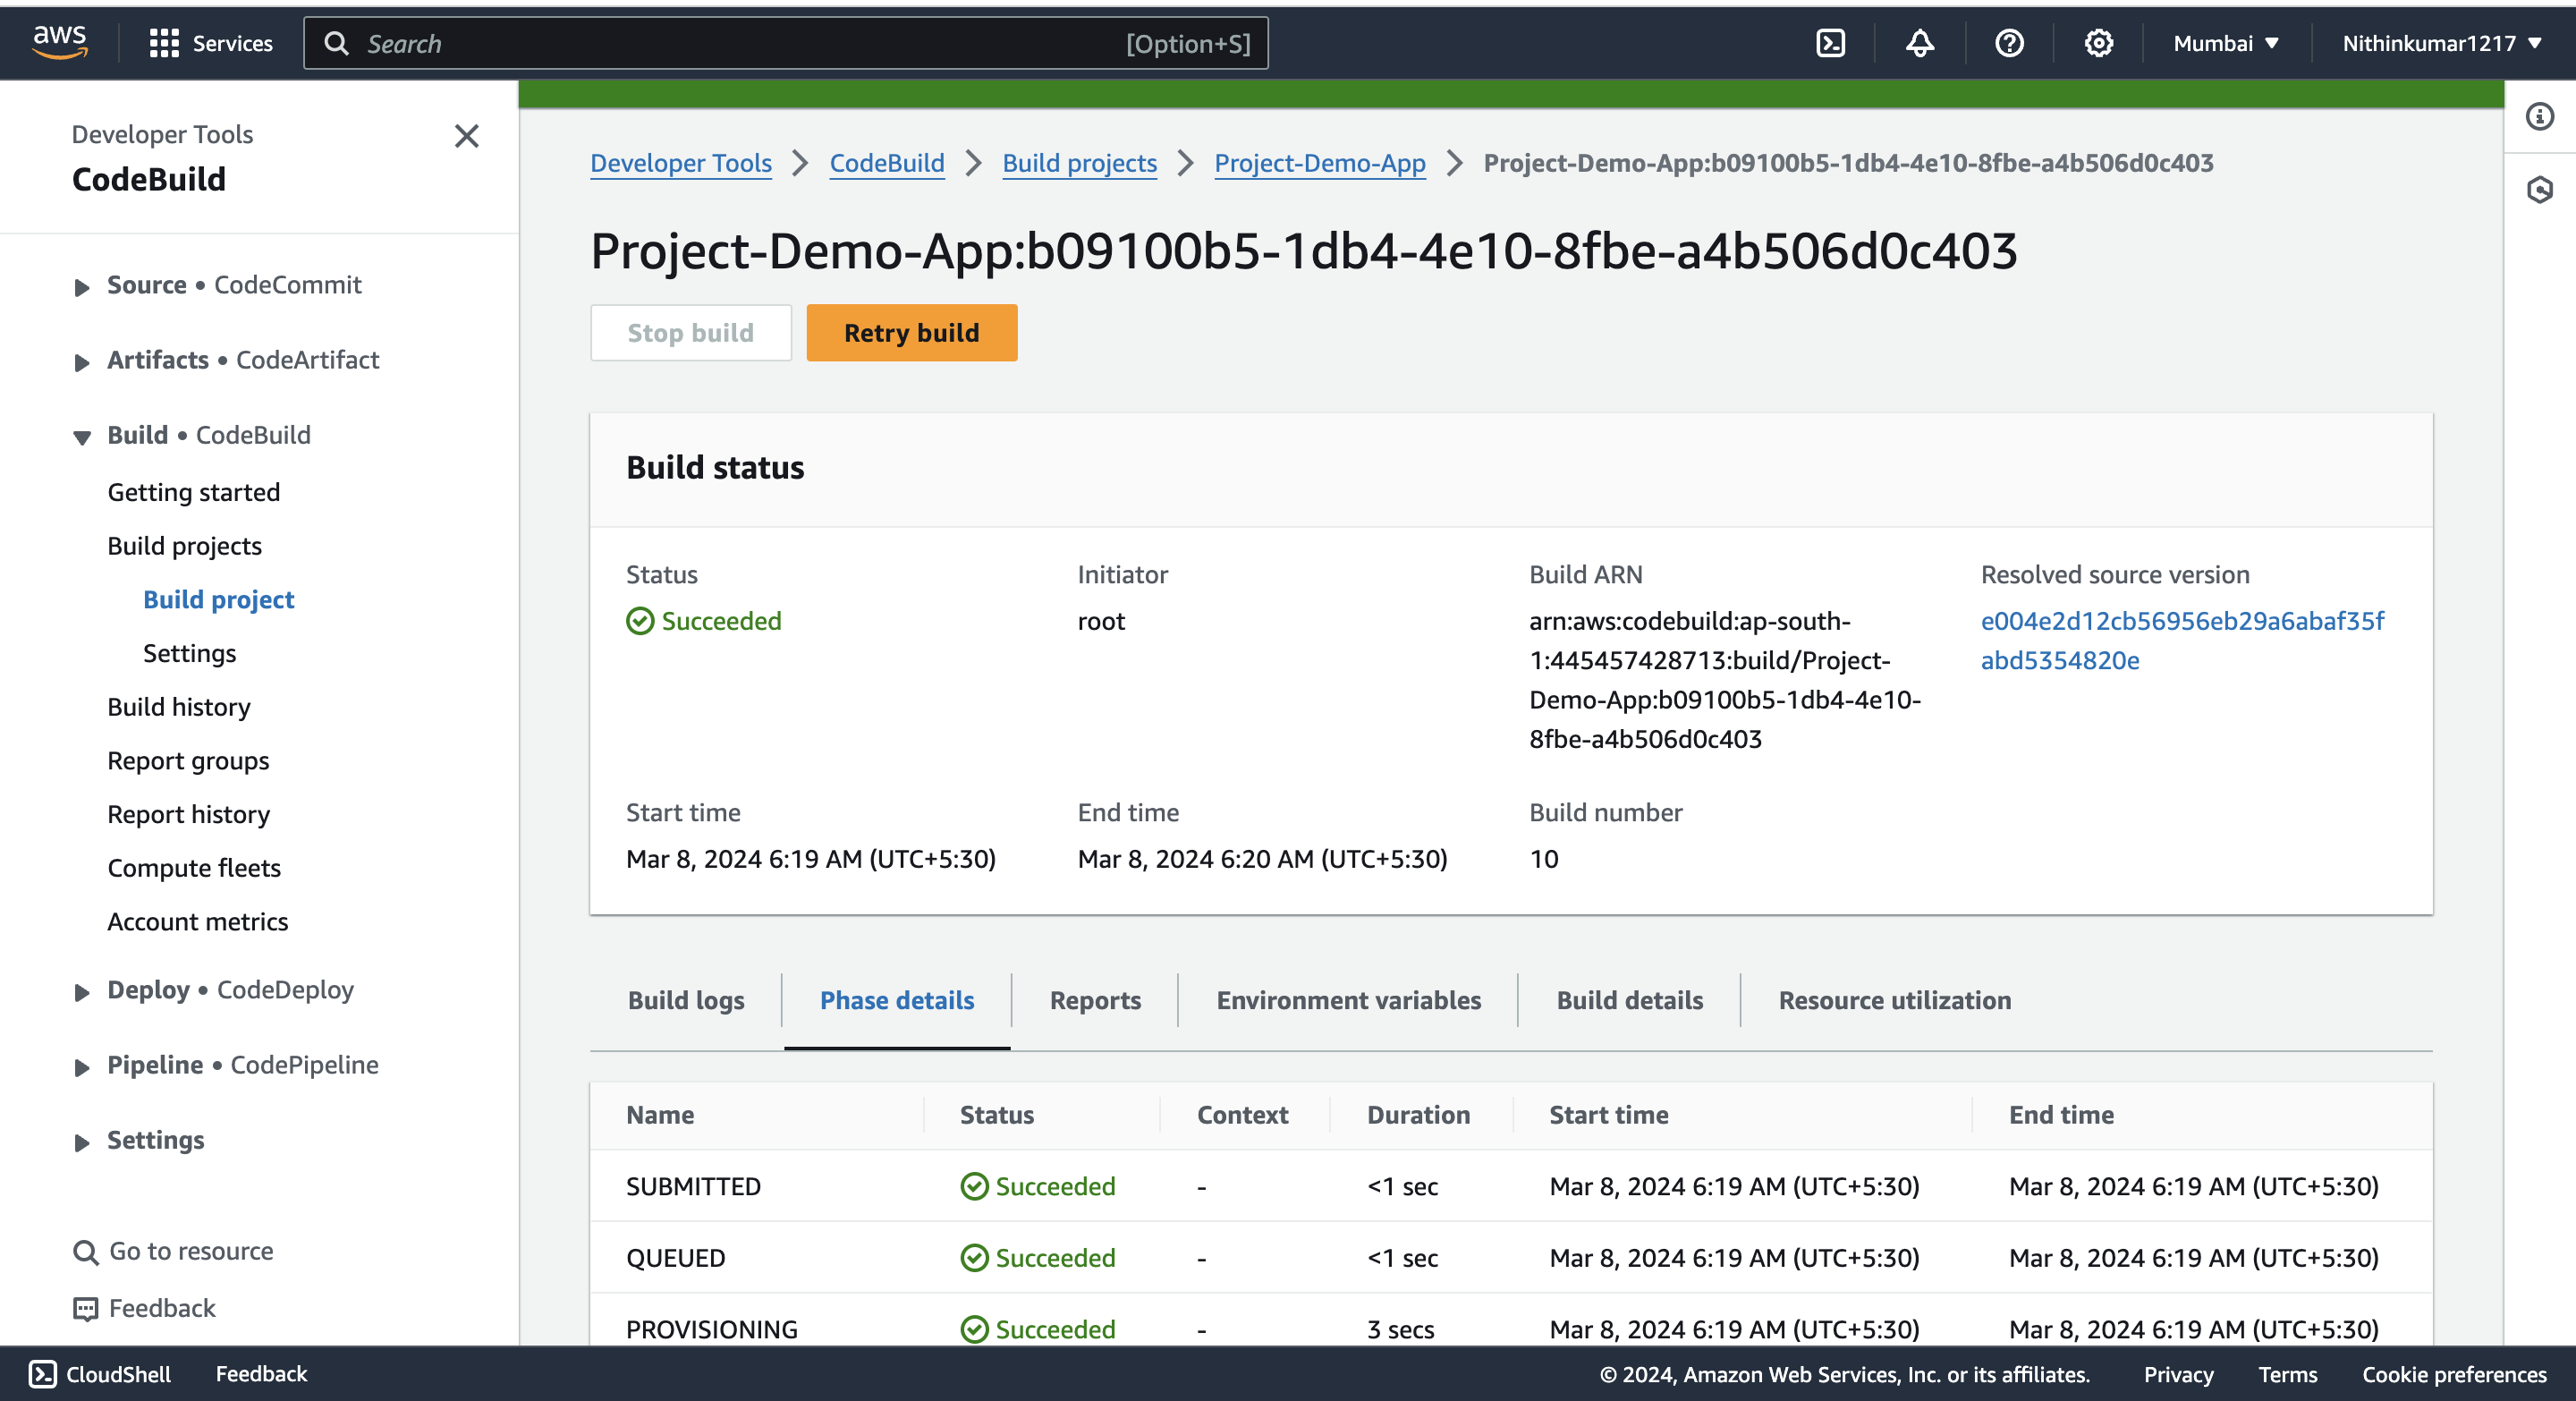 aws
Services
Search [Option+S]
Mumbai ▼
Nithinkumar1217 ▼
Developer Tools
CodeBuild
Source • CodeCommit
Artifacts • CodeArtifact
Build • CodeBuild
Getting started
Build projects
Build project
Settings
Build history
Report groups
Report history
Compute fleets
Account metrics
Deploy • CodeDeploy
Pipeline • CodePipeline
Settings
Go to resource
Feedback
Developer Tools > CodeBuild > Build projects > Project-Demo-App > Project-Demo-App:b09100b5-1db4-4e10-8fbe-a4b506d0c403
Project-Demo-App:b09100b5-1db4-4e10-8fbe-a4b506d0c403
Stop build Retry build
Build status
Status
Succeeded
Initiator
root
Build ARN
arn:aws:codebuild:ap-south-
1:445457428713:build/Project-
Demo-App:b09100b5-1db4-4e10-
8fbe-a4b506d0c403
Resolved source version
e004e2d12cb56956eb29a6abaf35f
abd5354820e
Start time
Mar 8, 2024 6:19 AM (UTC+5:30)
End time
Mar 8, 2024 6:20 AM (UTC+5:30)
Build number
10
Build logs Phase details Reports Environment variables Build details Resource utilization
Name Status Context Duration Start time End time
SUBMITTED Succeeded - <1 sec Mar 8, 2024 6:19 AM (UTC+5:30) Mar 8, 2024 6:19 AM (UTC+5:30)
QUEUED Succeeded - <1 sec Mar 8, 2024 6:19 AM (UTC+5:30) Mar 8, 2024 6:19 AM (UTC+5:30)
PROVISIONING Succeeded - 3 secs Mar 8, 2024 6:19 AM (UTC+5:30) Mar 8, 2024 6:19 AM (UTC+5:30)
CloudShell Feedback © 2024, Amazon Web Services, Inc. or its affiliates. Privacy Terms Cookie preferences